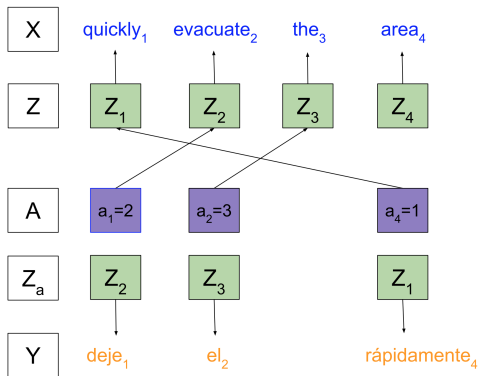 X quickly₁ evacuate₂ the₃ area₄
Z Z₁ Z₂ Z₃ Z₄
A a₁=2 a₂=3 a₄=1
Zₐ Z₂ Z₃ Z₁
Y deje₁ el₂ rápidamente₄